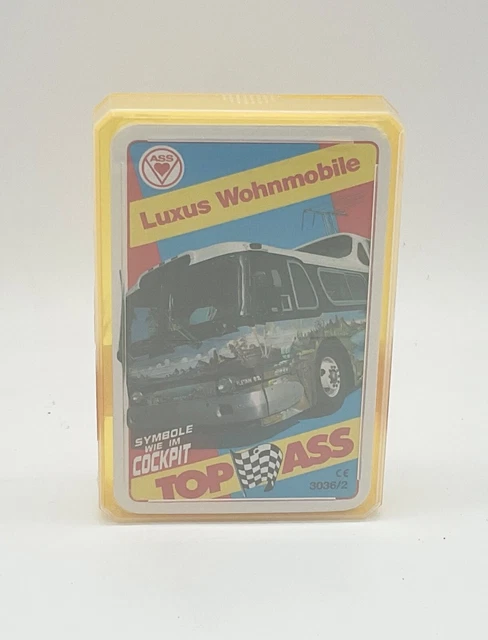 ASS
Luxus Wohnmobile
SYMBOLE
WIE IM
COCKPIT
TOP ASS
CE
3036/2